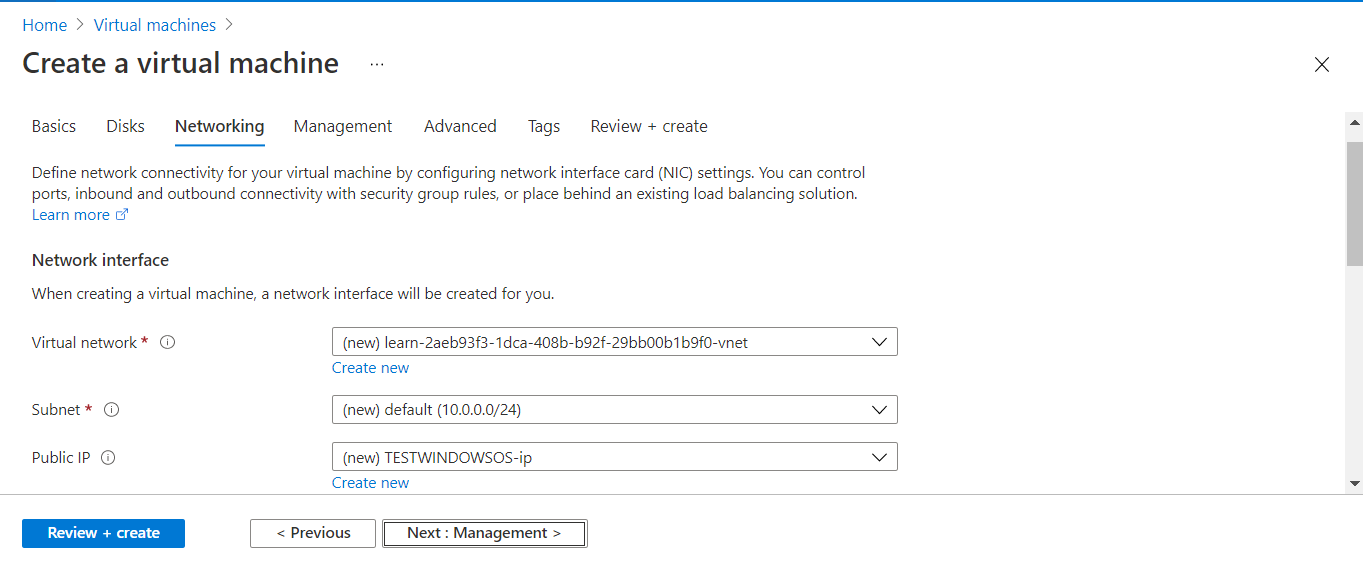 Home > Virtual machines >
Create a virtual machine ...
Basics Disks Networking Management Advanced Tags Review + create
Define network connectivity for your virtual machine by configuring network interface card (NIC) settings. You can control
ports, inbound and outbound connectivity with security group rules, or place behind an existing load balancing solution.
Learn more
Network interface
When creating a virtual machine, a network interface will be created for you.
Virtual network * (new) learn-2aeb93f3-1dca-408b-b92f-29bb00b1b9f0-vnet
Create new
Subnet * (new) default (10.0.0.0/24)
Public IP (new) TESTWINDOWSOS-ip
Create new
Review + create < Previous Next : Management >